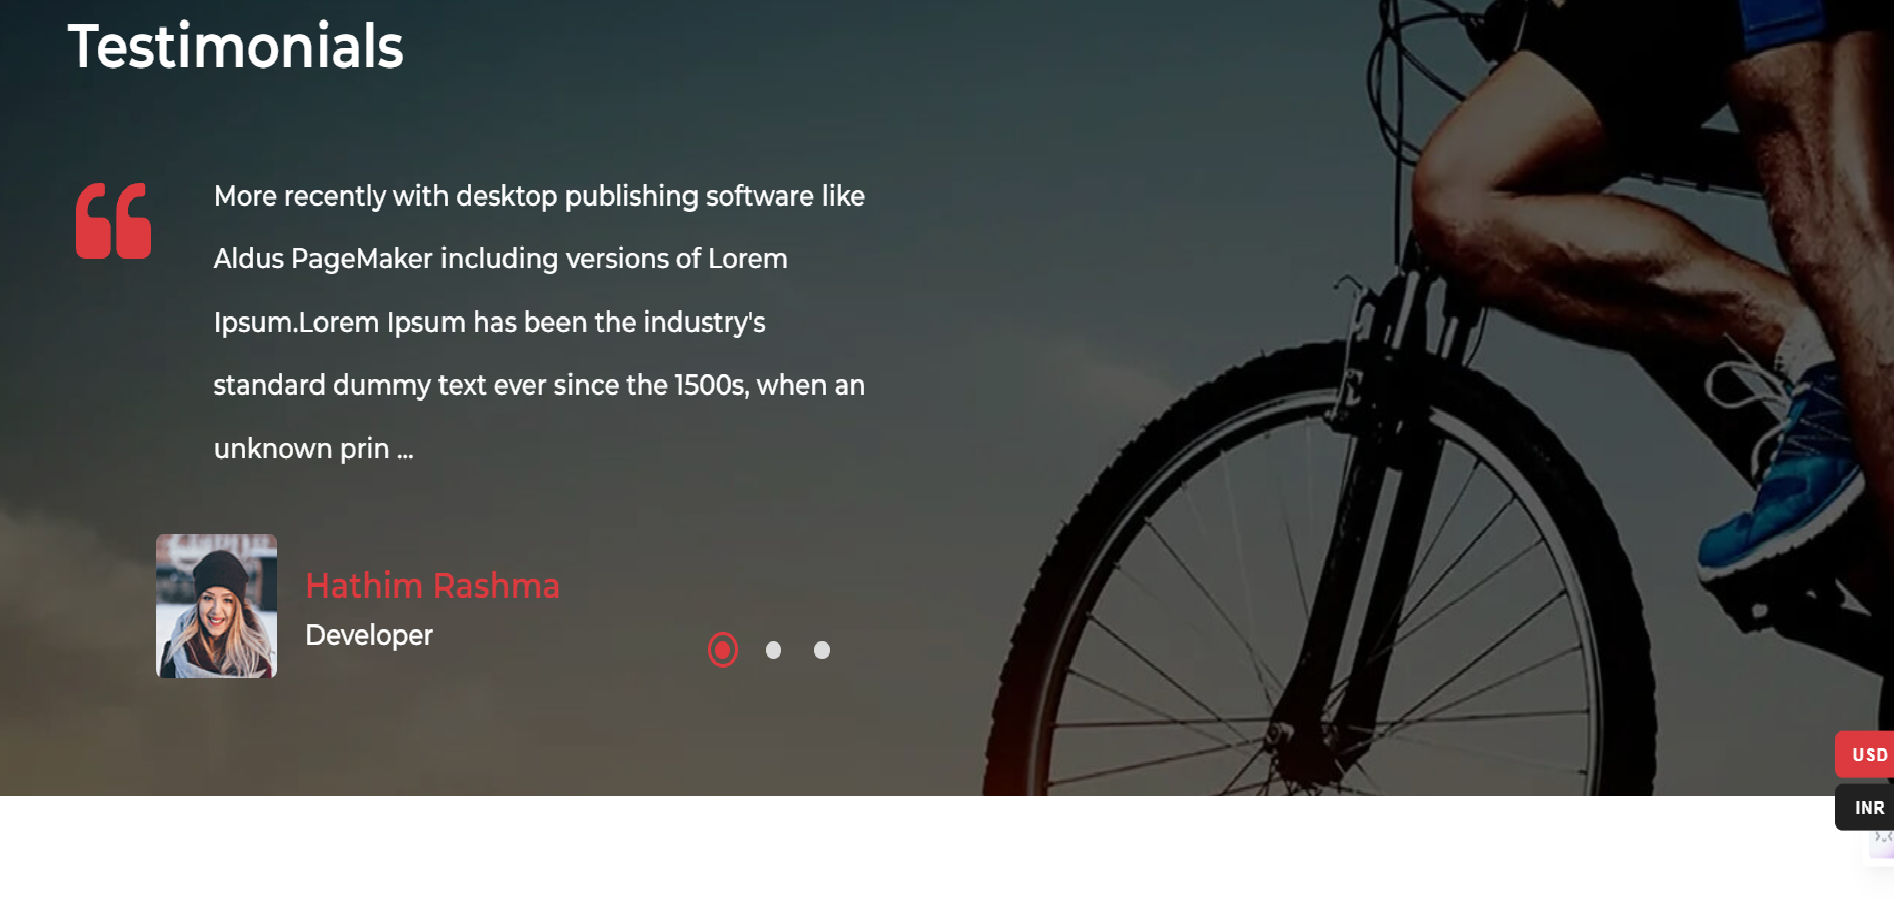 Testimonials
More recently with desktop publishing software like
Aldus PageMaker including versions of Lorem
Ipsum.Lorem Ipsum has been the industry's
standard dummy text ever since the 1500s, when an
unknown prin ...
Hathim Rashma
Developer
USD
INR